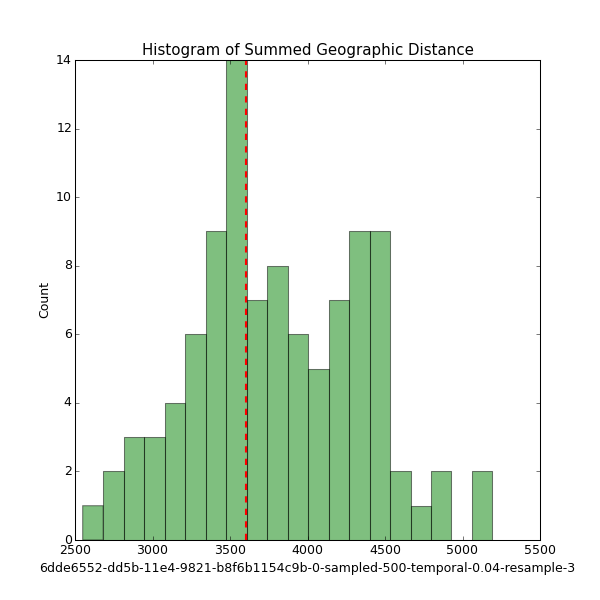 Histogram of Summed Geographic Distance
14
12
10
8
6
4
2
0
Count
2500 3000 3500 4000 4500 5000 5500
6dde6552-dd5b-11e4-9821-b8f6b1154c9b-0-sampled-500-temporal-0.04-resample-3